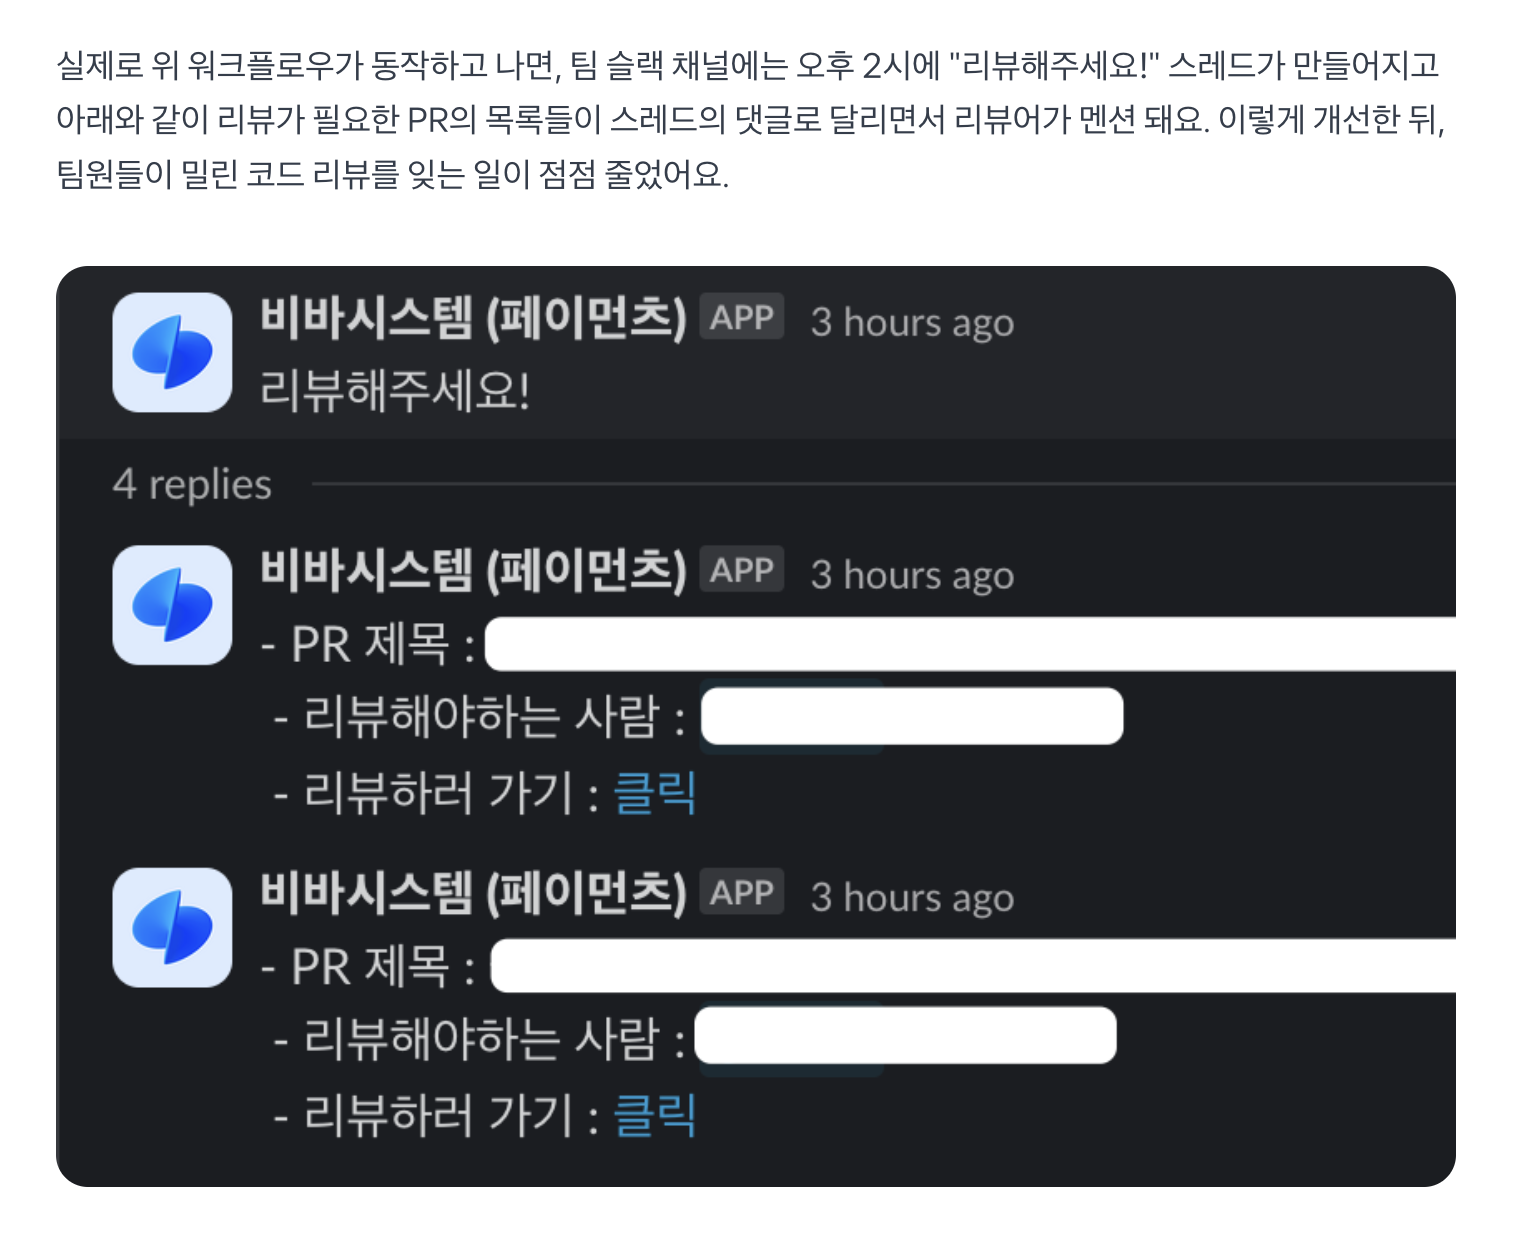 실제로 위 워크플로우가 동작하고 나면, 팀 슬랙 채널에는 오후 2시에 "리뷰해주세요!" 스레드가 만들어지고
아래와 같이 리뷰가 필요한 PR의 목록들이 스레드의 댓글로 달리면서 리뷰어가 멘션 돼요. 이렇게 개선한 뒤,
팀원들이 밀린 코드 리뷰를 잊는 일이 점점 줄었어요.
비바시스템 (페이먼츠) APP 3 hours ago
리뷰해주세요!
4 replies
비바시스템 (페이먼츠) APP 3 hours ago
- PR 제목 :
- 리뷰해야하는 사람 :
- 리뷰하러 가기 : 클릭
비바시스템 (페이먼츠) APP 3 hours ago
- PR 제목 :
- 리뷰해야하는 사람 :
- 리뷰하러 가기 : 클릭